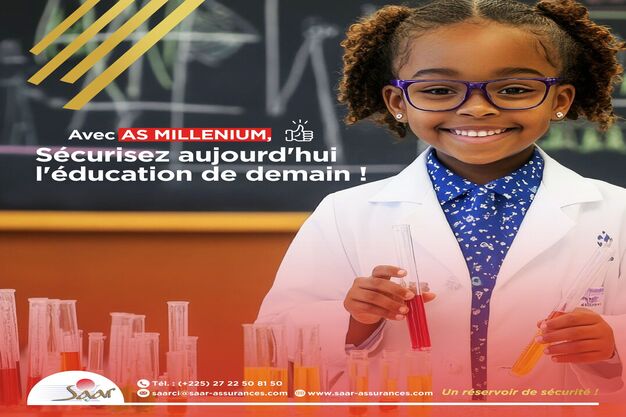 Avec AS MILLENIUM,
Sécurisez aujourd'hui
l'éducation de demain !
Saar
Tél. : (+225) 27 22 50 81 50
saarci@saar-assurances.com www.saar-assurances.com
Un réservoir de sécurité !